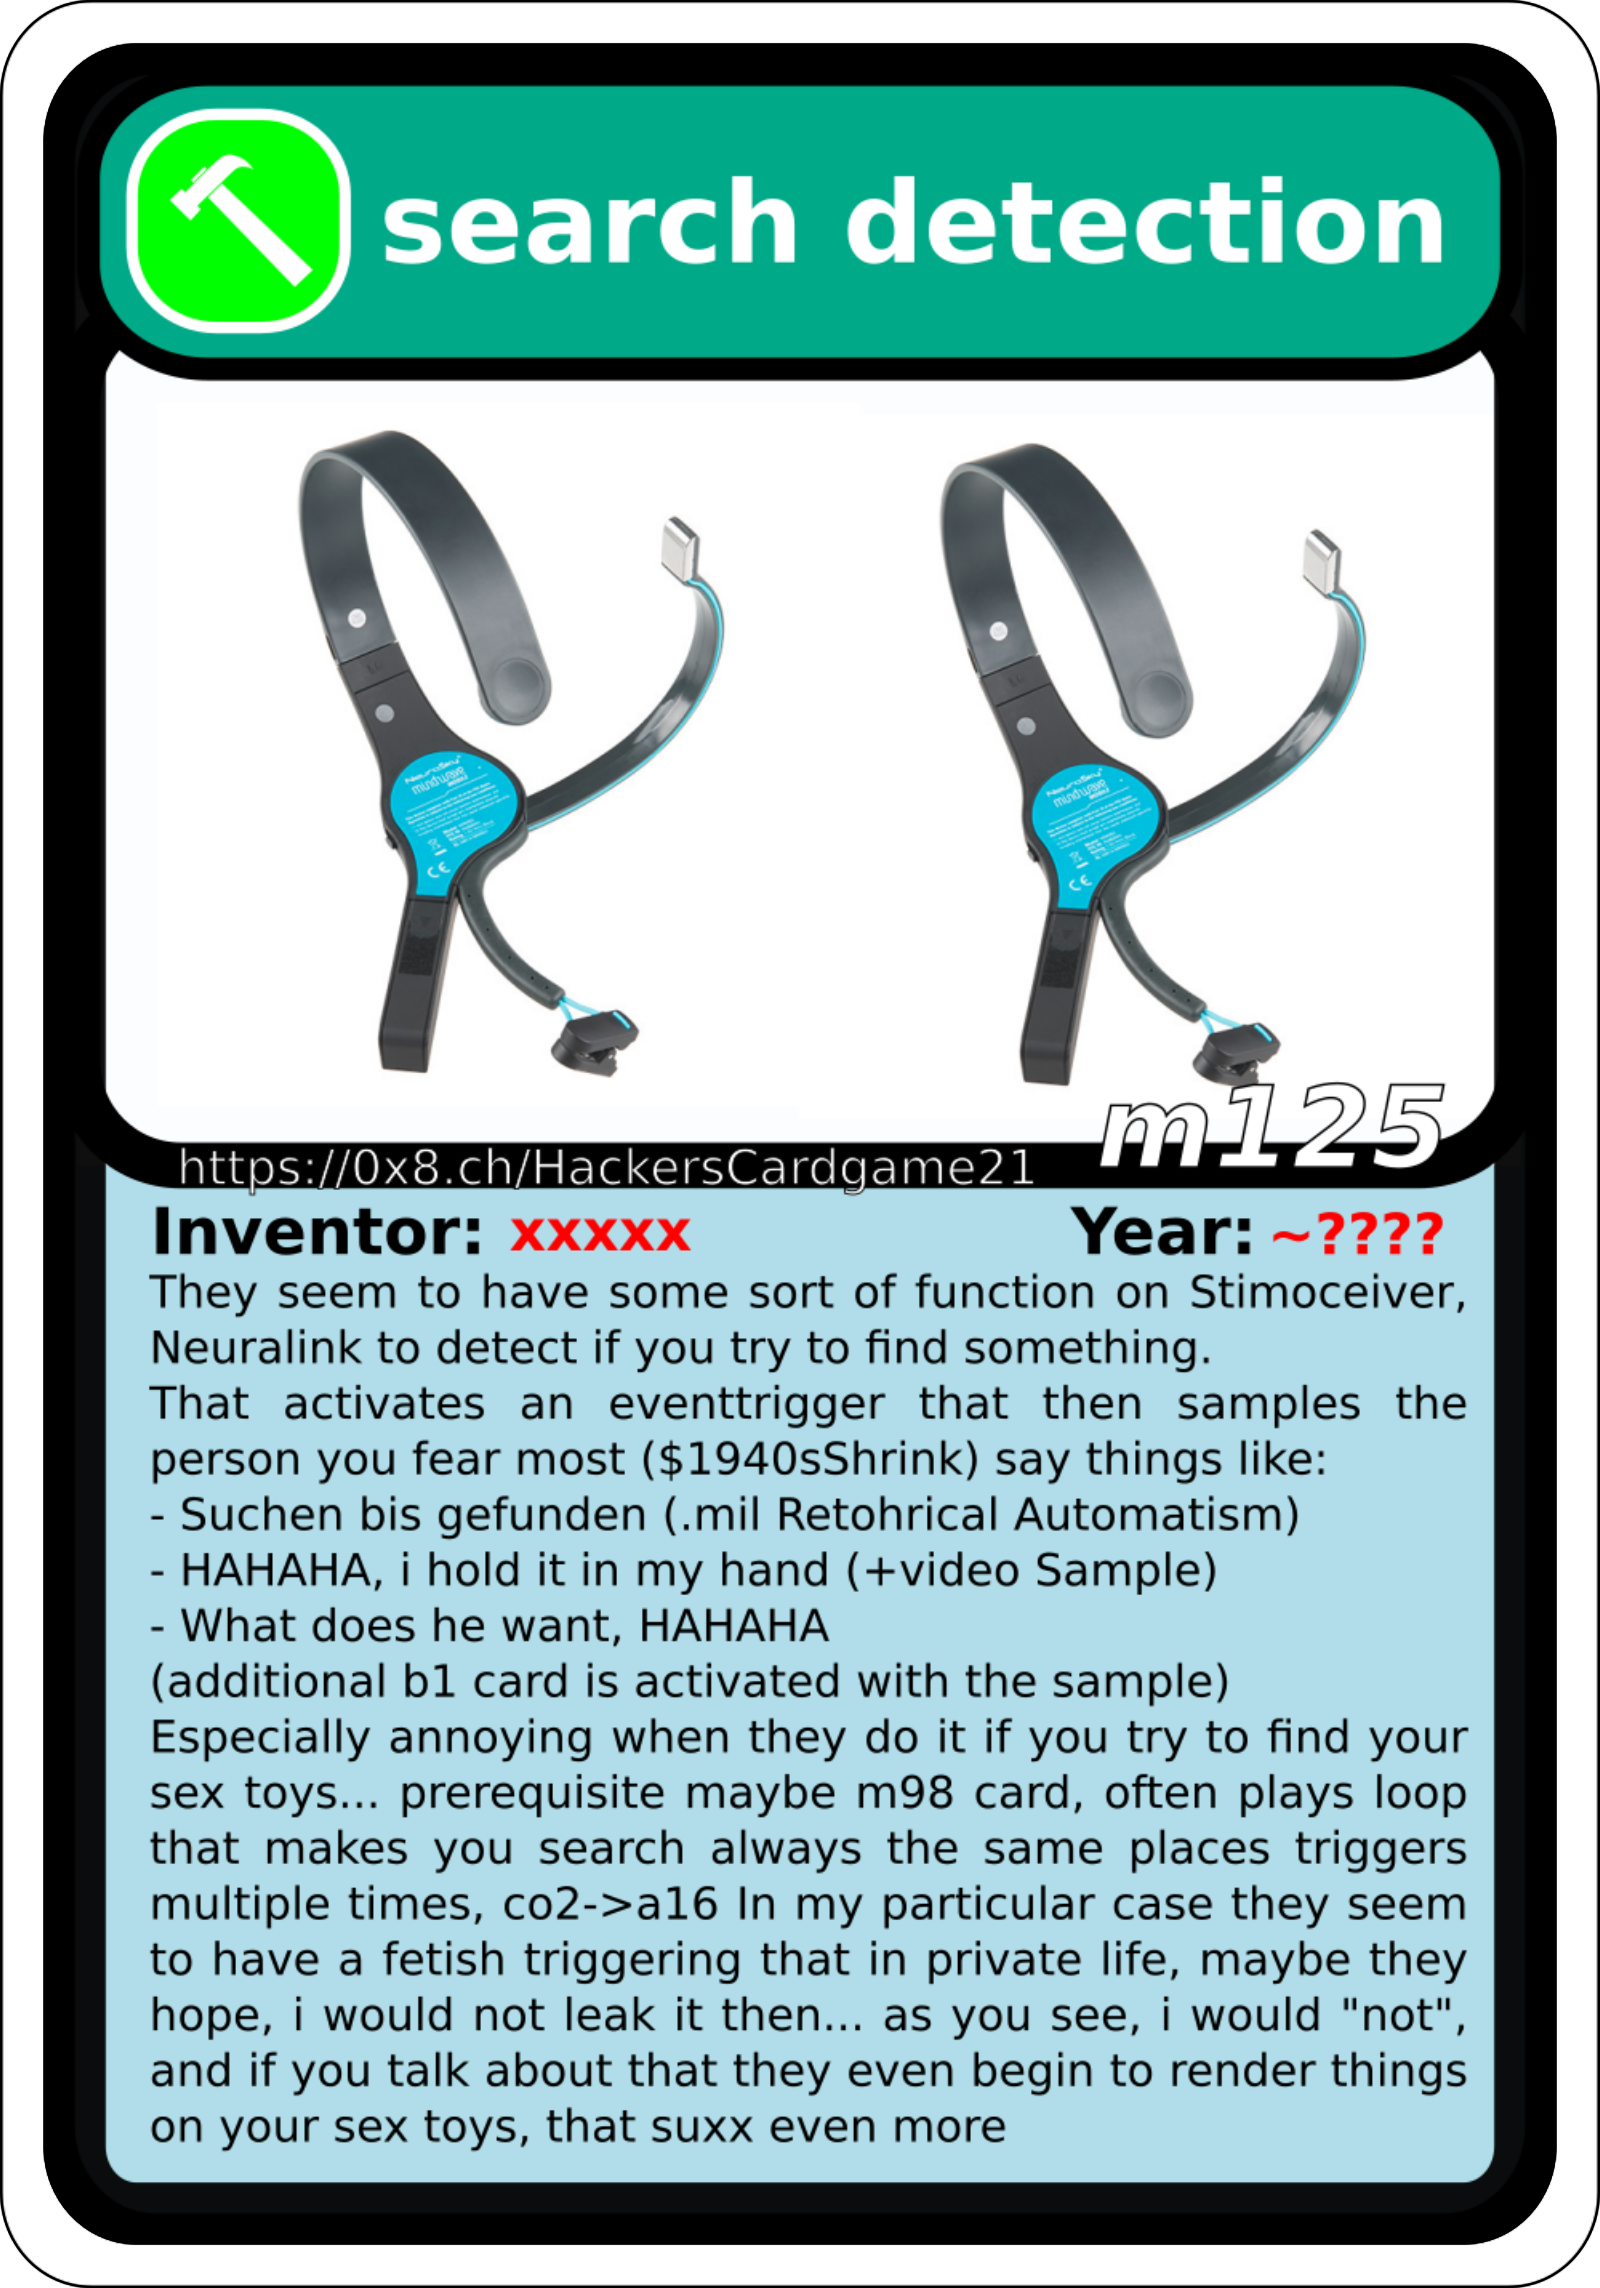 search detection
NeuroSky
mindwave
NeuroSky
mindwave
m125
https://0x8.ch/HackersCardgame21
Inventor: xxxxx Year: ~????
They seem to have some sort of function on Stimoceiver,
Neuralink to detect if you try to find something.
That activates an eventtrigger that then samples the
person you fear most ($1940sShrink) say things like:
- Suchen bis gefunden (.mil Retohrical Automatism)
- HAHAHA, i hold it in my hand (+video Sample)
- What does he want, HAHAHA
(additional b1 card is activated with the sample)
Especially annoying when they do it if you try to find your
sex toys... prerequisite maybe m98 card, often plays loop
that makes you search always the same places triggers
multiple times, co2->a16 In my particular case they seem
to have a fetish triggering that in private life, maybe they
hope, i would not leak it then... as you see, i would "not",
and if you talk about that they even begin to render things
on your sex toys, that suxx even more